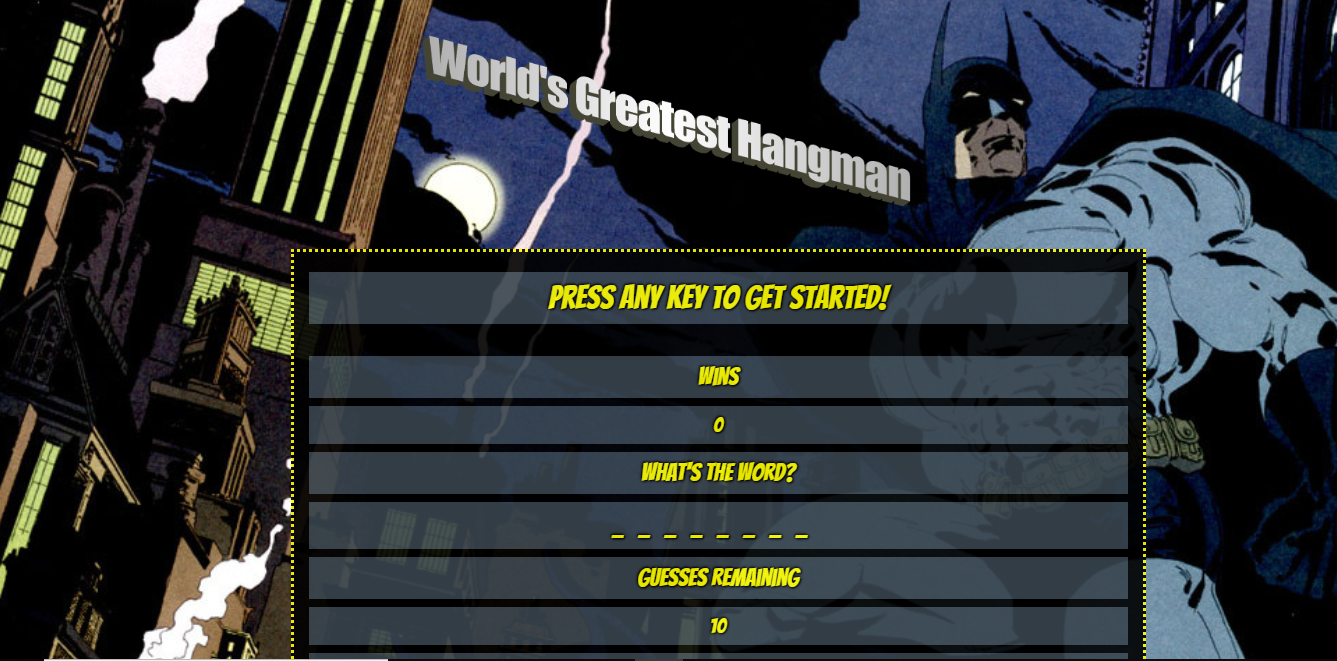 World's Greatest Hangman
PRESS ANY KEY TO GET STARTED!
WINS
0
WHAT'S THE WORD?
_ _ _ _ _ _ _ _
GUESSES REMAINING
10